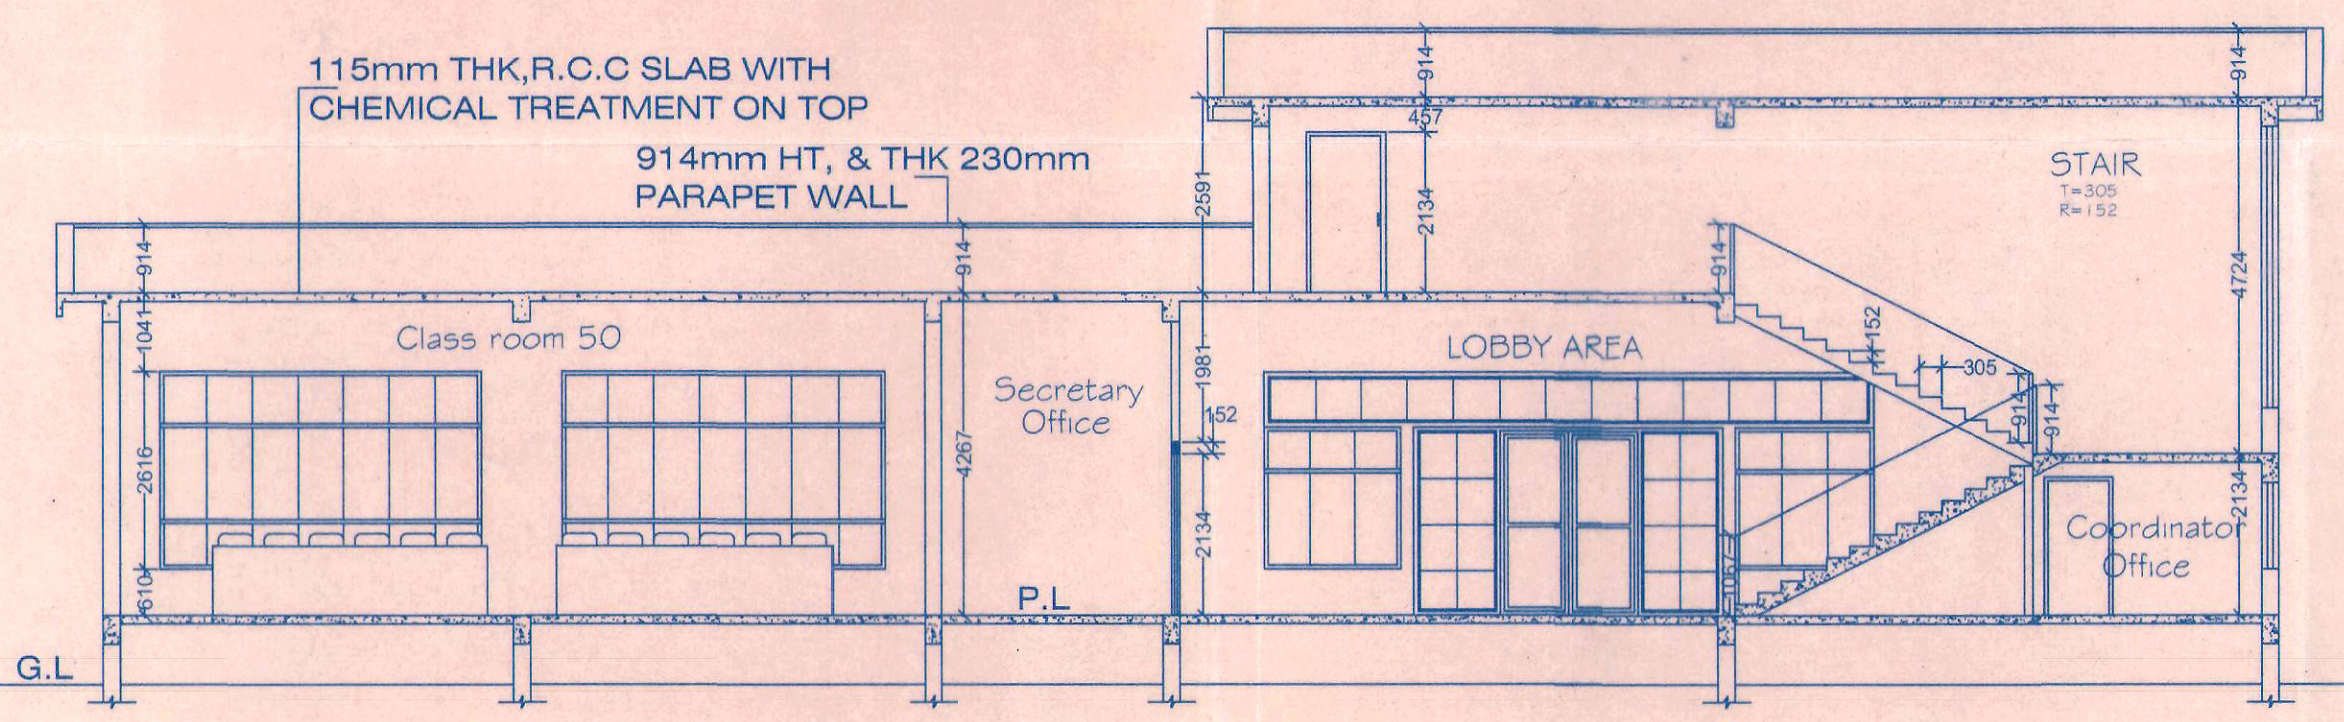 115mm THK,R.C.C SLAB WITH
CHEMICAL TREATMENT ON TOP
914mm HT, & THK 230mm
PARAPET WALL
914
914
457
2591
2134
STAIR
T=305
R=152
914
914
914
4724
1041
Class room 50
LOBBY AREA
152
1981
305
Secretary
Office
152
914
914
2616
4267
2134
2134
Coordinator
Office
1067
610
P.L
G.L